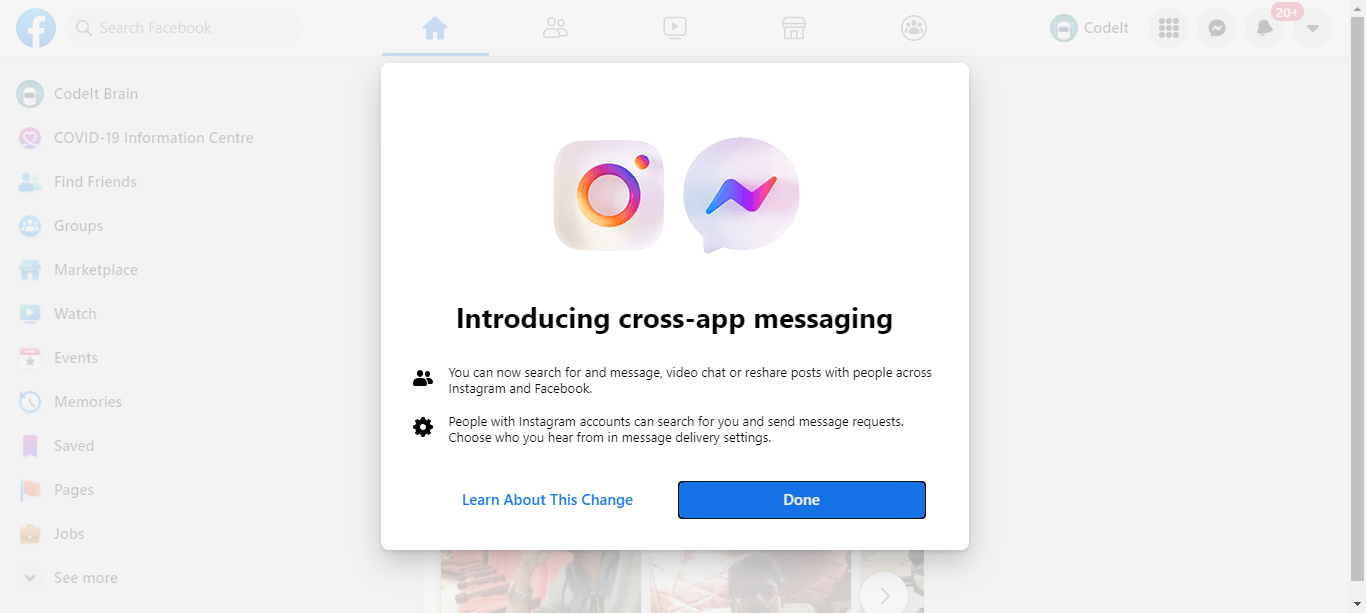 Search Facebook
CodeIt
20+
CodeIt Brain
COVID-19 Information Centre
Find Friends
Groups
Marketplace
Watch
Events
Memories
Saved
Pages
Jobs
See more
Introducing cross-app messaging
You can now search for and message, video chat or reshare posts with people across
Instagram and Facebook.
People with Instagram accounts can search for you and send message requests.
Choose who you hear from in message delivery settings.
Learn About This Change
Done